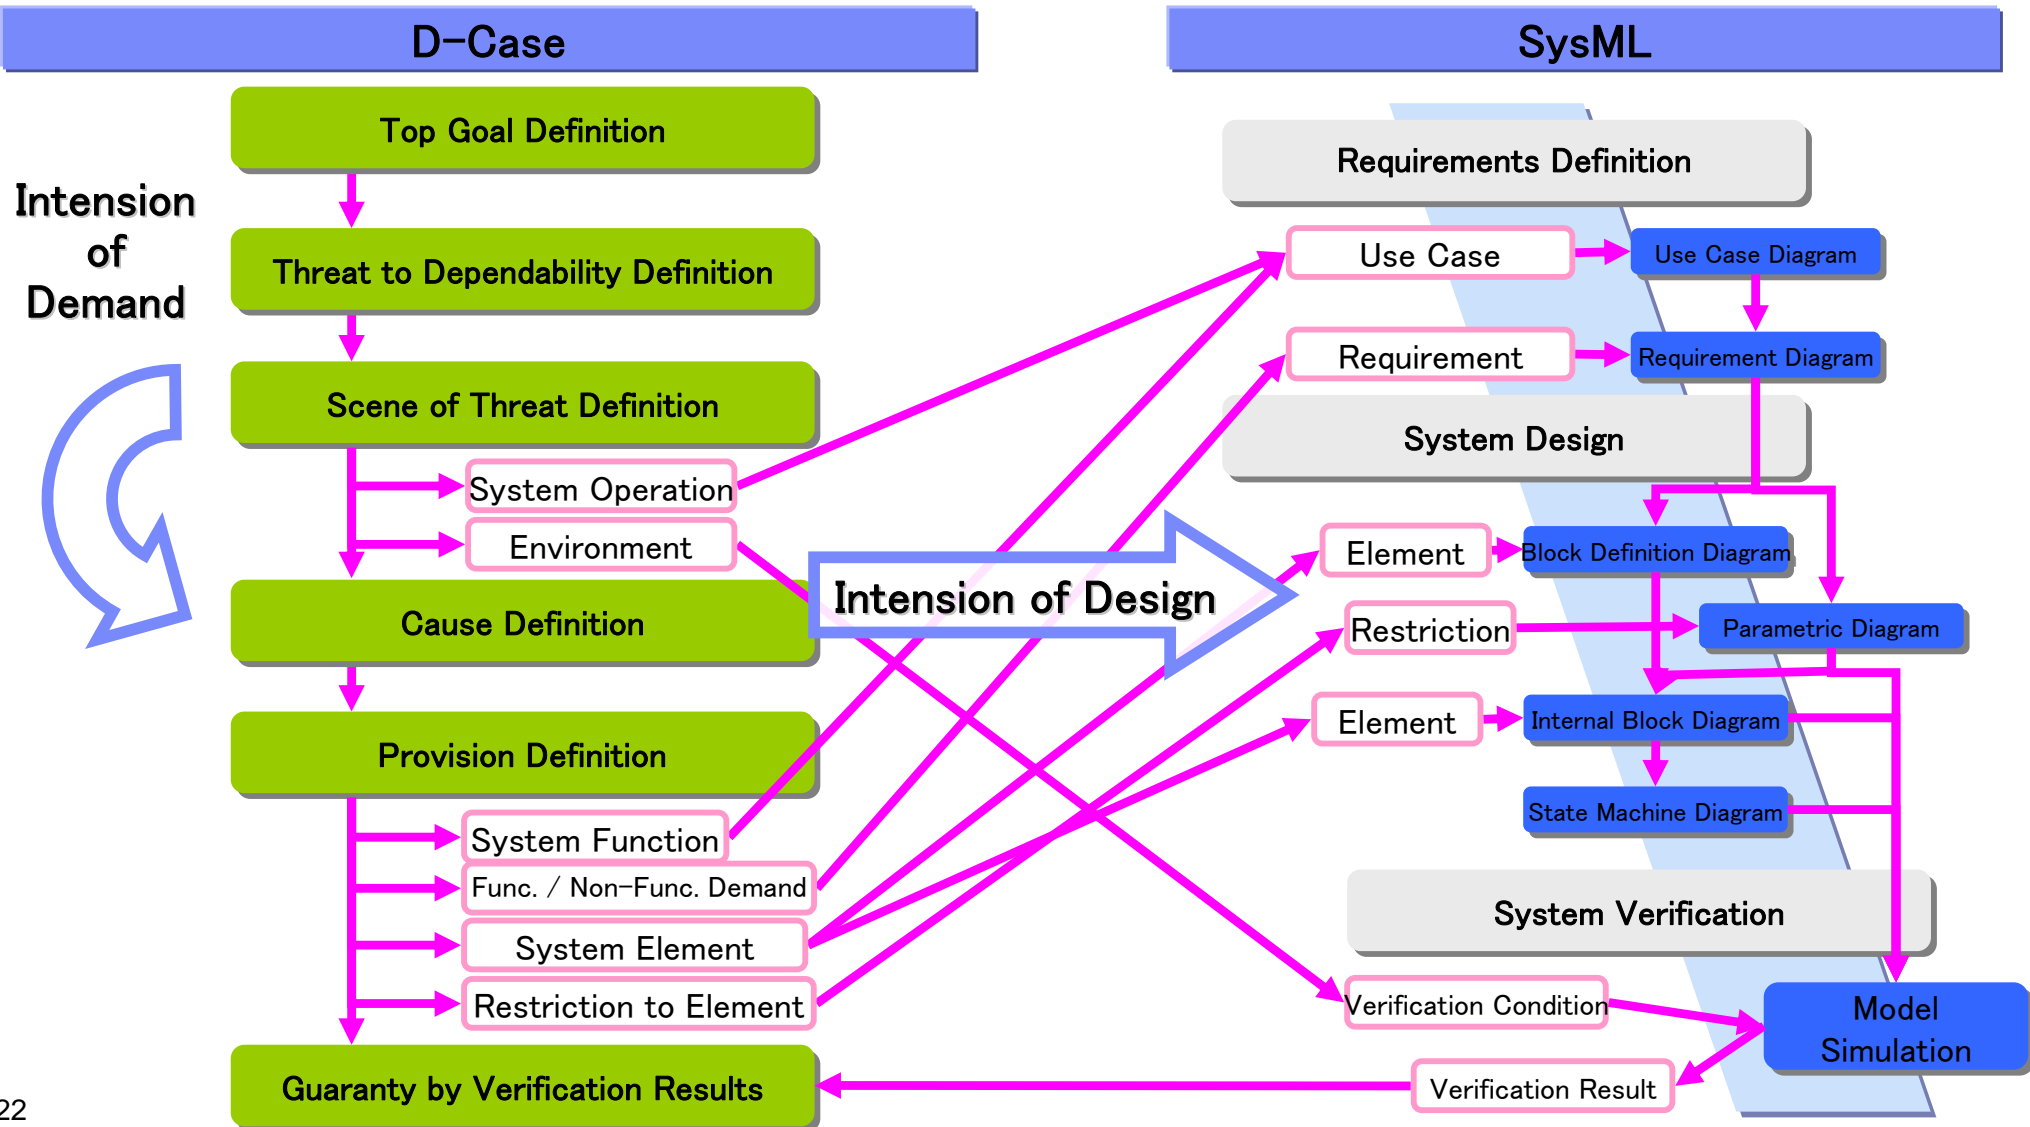 D-Case
Top Goal Definition
Intension
of
Demand
Threat to Dependability Definition
Scene of Threat Definition
System Operation
Environment
Cause Definition
Provision Definition
System Function
Func. / Non-Func. Demand
System Element
Restriction to Element
Guaranty by Verification Results
Intension of Design
SysML
Requirements Definition
Use Case
Use Case Diagram
Requirement
Requirement Diagram
System Design
Element
Block Definition Diagram
Restriction
Parametric Diagram
Element
Internal Block Diagram
State Machine Diagram
System Verification
Verification Condition
Model
Simulation
Verification Result
22